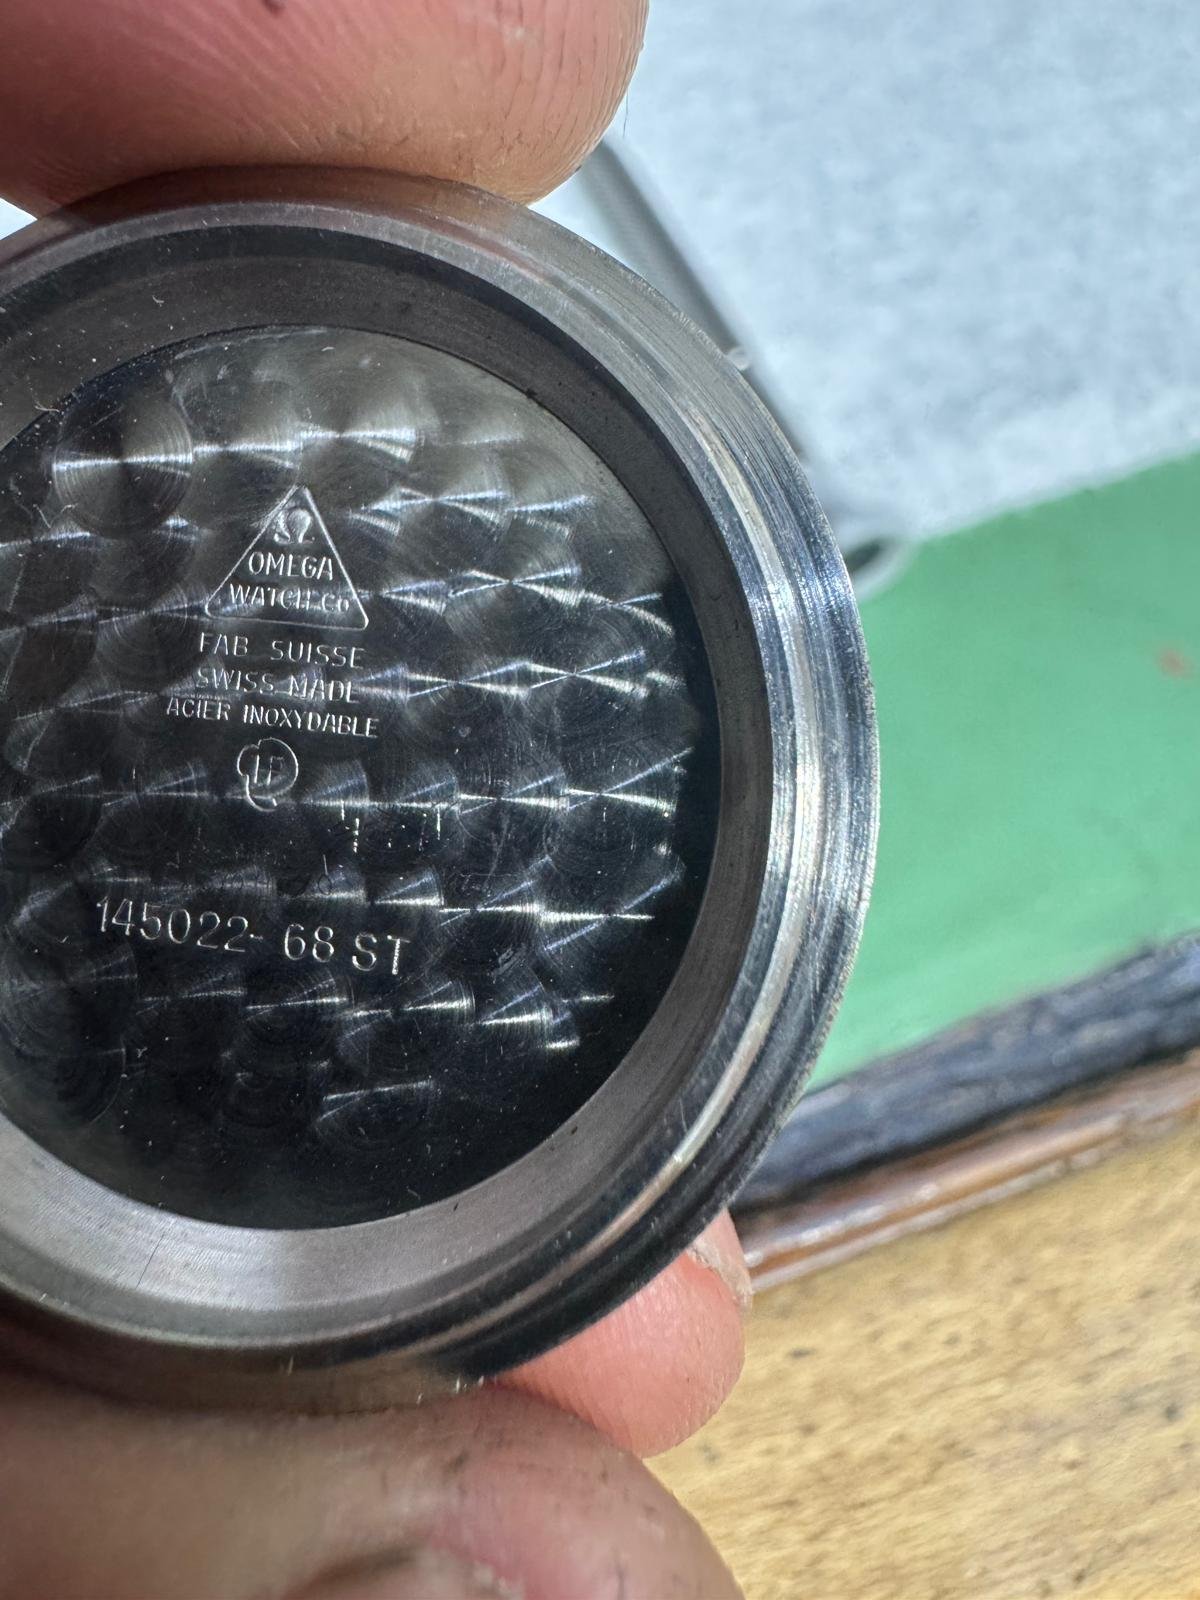 Ω
OMEGA
WATCH Co
FAB. SUISSE
SWISS MADE
ACIER INOXYDABLE
145022- 68 ST